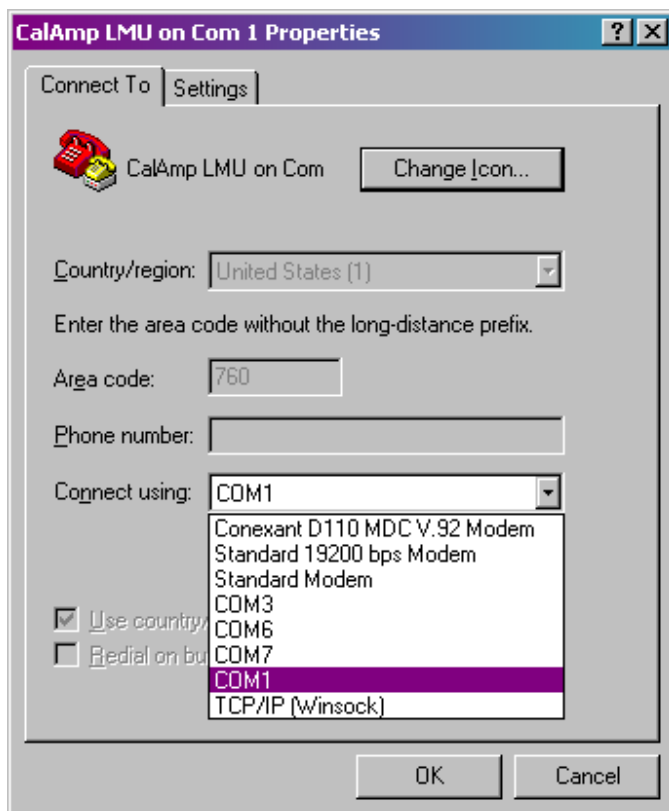 CalAmp LMU on Com 1 Properties
Connect To
Settings
CalAmp LMU on Com
Change Icon...
Country/region:
United States (1)
Enter the area code without the long-distance prefix.
Area code:
760
Phone number:
Connect using:
COM1
Conexant D110 MDC V.92 Modem
Standard 19200 bps Modem
Standard Modem
COM3
COM6
COM7
COM1
TCP/IP (Winsock)
Use country/
Redial on bu
OK
Cancel